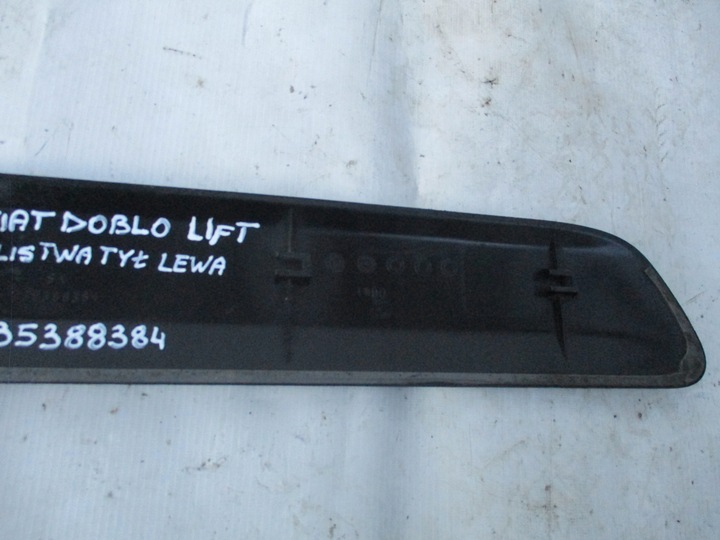 IAT DOBLO LIFT
LISTWA TYŁ LEWA
35388384